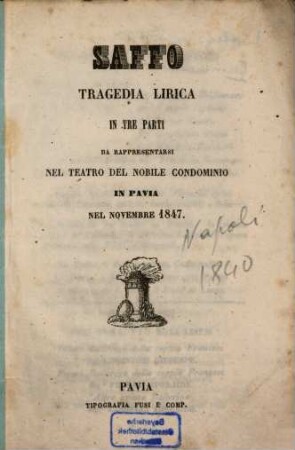 SAFFO
TRAGEDIA LIRICA
IN TRE PARTI
DA RAPPRESENTARSI
NEL TEATRO DEL NOBILE CONDOMINIO
IN PAVIA
NEL NOVEMBRE 1847.
Napoli
1840
PAVIA
TIPOGRAFIA FUSI E COMP.